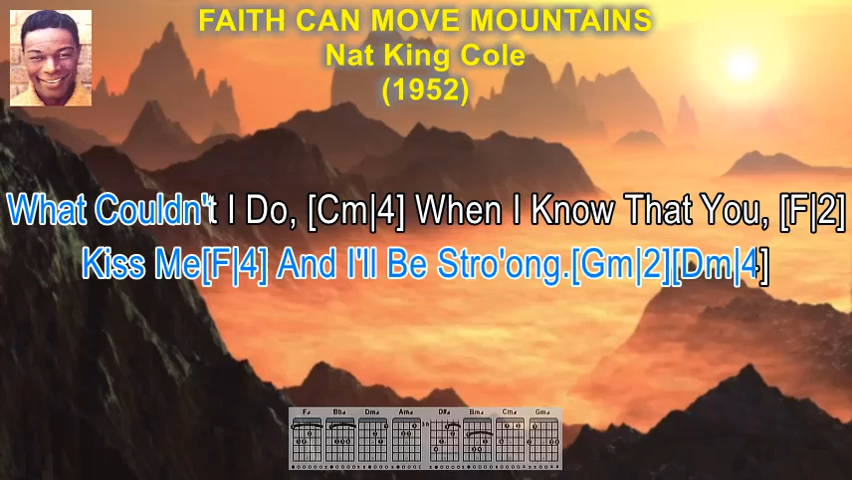 FAITH CAN MOVE MOUNTAINS
Nat King Cole
(1952)
What Couldn't I Do, [Cm|4] When I Know That You, [F|2]
Kiss Me[F|4] And I'll Be Stro'ong.[Gm|2][Dm|4]